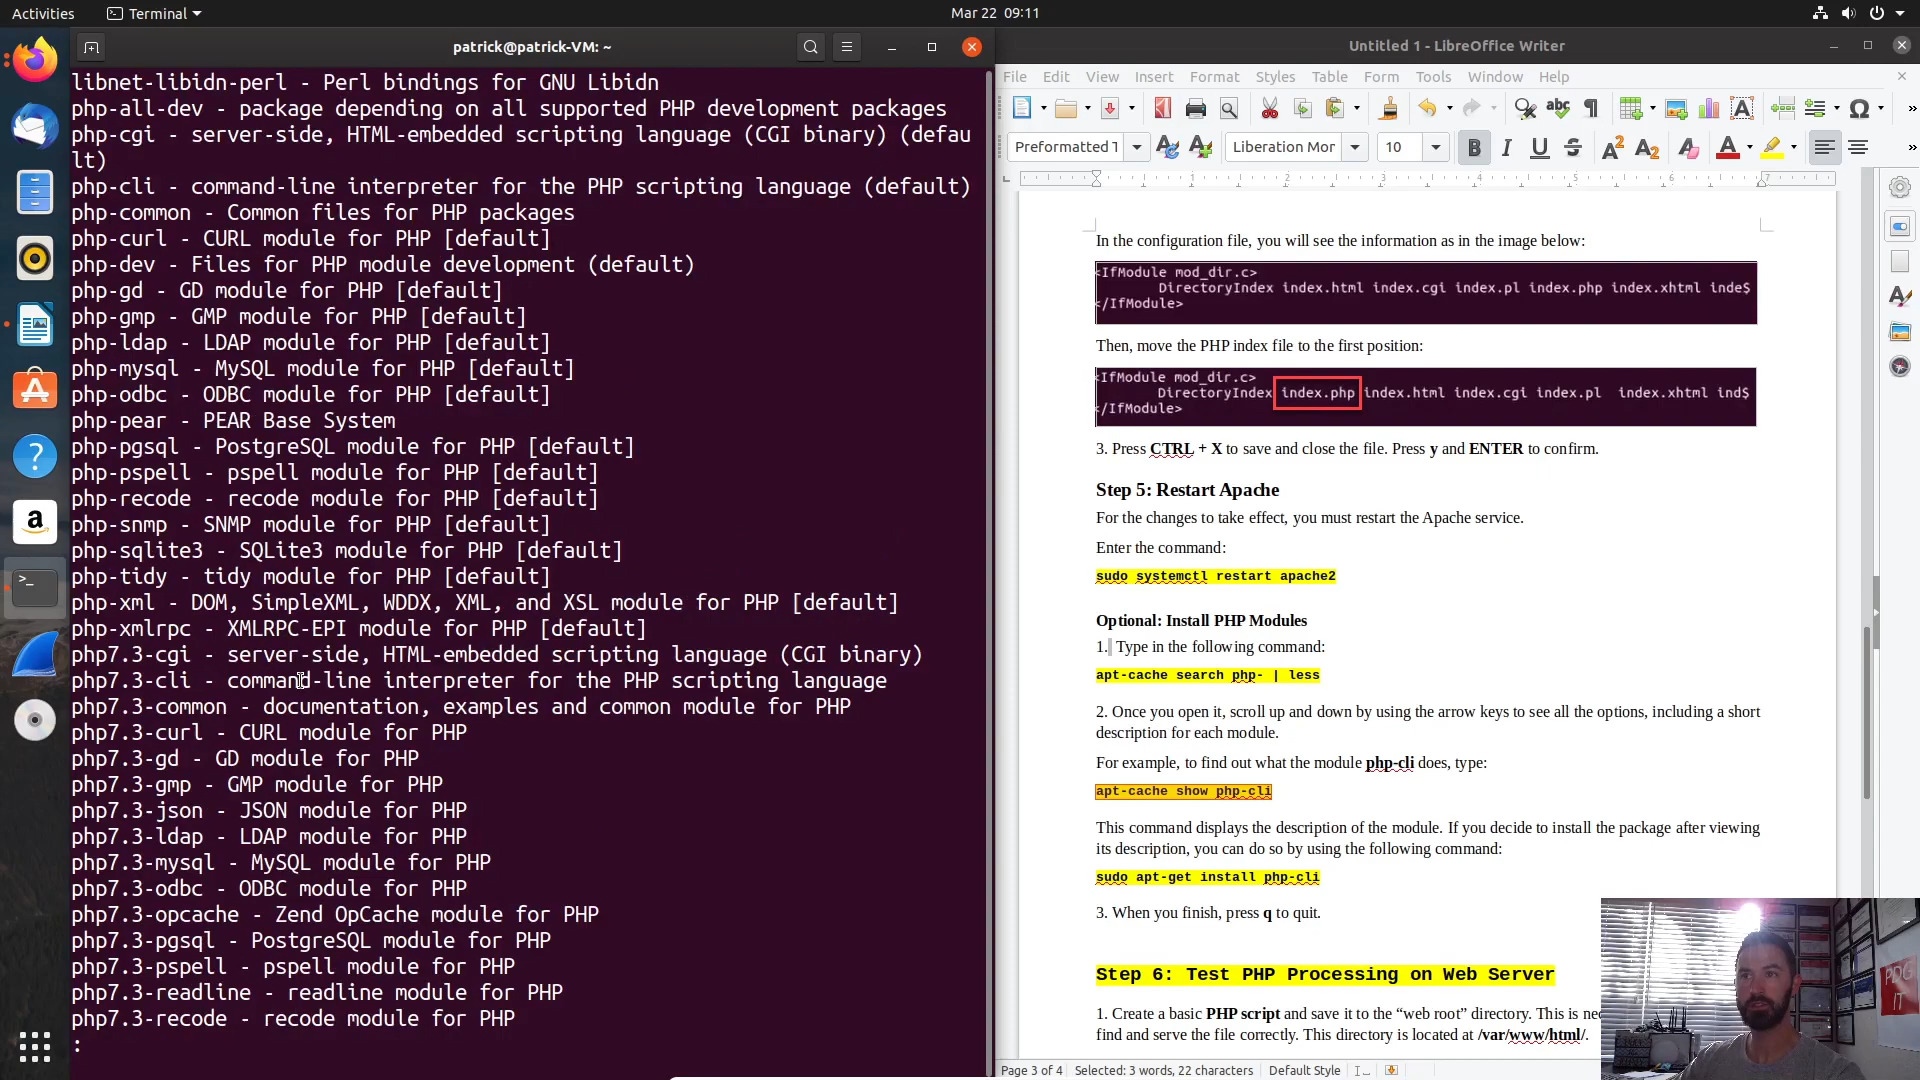 Activities
Terminal
Mar 22 09:11
patrick@patrick-VM: ~
libnet-libidn-perl - Perl bindings for GNU Libidn
php-all-dev - package depending on all supported PHP development packages
php-cgi - server-side, HTML-embedded scripting language (CGI binary) (defau
lt)
php-cli - command-line interpreter for the PHP scripting language (default)
php-common - Common files for PHP packages
php-curl - CURL module for PHP [default]
php-dev - Files for PHP module development (default)
php-gd - GD module for PHP [default]
php-gmp - GMP module for PHP [default]
php-ldap - LDAP module for PHP [default]
php-mysql - MySQL module for PHP [default]
php-odbc - ODBC module for PHP [default]
php-pear - PEAR Base System
php-pgsql - PostgreSQL module for PHP [default]
php-pspell - pspell module for PHP [default]
php-recode - recode module for PHP [default]
php-snmp - SNMP module for PHP [default]
php-sqlite3 - SQLite3 module for PHP [default]
php-tidy - tidy module for PHP [default]
php-xml - DOM, SimpleXML, WDDX, XML, and XSL module for PHP [default]
php-xmlrpc - XMLRPC-EPI module for PHP [default]
php7.3-cgi - server-side, HTML-embedded scripting language (CGI binary)
php7.3-cli - command-line interpreter for the PHP scripting language
php7.3-common - documentation, examples and common module for PHP
php7.3-curl - CURL module for PHP
php7.3-gd - GD module for PHP
php7.3-gmp - GMP module for PHP
php7.3-json - JSON module for PHP
php7.3-ldap - LDAP module for PHP
php7.3-mysql - MySQL module for PHP
php7.3-odbc - ODBC module for PHP
php7.3-opcache - Zend OpCache module for PHP
php7.3-pgsql - PostgreSQL module for PHP
php7.3-pspell - pspell module for PHP
php7.3-readline - readline module for PHP
php7.3-recode - recode module for PHP
:
Untitled 1 - LibreOffice Writer
File Edit View Insert Format Styles Table Form Tools Window Help
Preformatted T
Liberation Mor
10
1 2 3 4 5 6 7
In the configuration file, you will see the information as in the image below:
<IfModule mod_dir.c>
DirectoryIndex index.html index.cgi index.pl index.php index.xhtml inde$
</IfModule>
Then, move the PHP index file to the first position:
<IfModule mod_dir.c>
DirectoryIndex index.php index.html index.cgi index.pl index.xhtml ind$
</IfModule>
3. Press CTRL + X to save and close the file. Press y and ENTER to confirm.
Step 5: Restart Apache
For the changes to take effect, you must restart the Apache service.
Enter the command:
sudo systemctl restart apache2
Optional: Install PHP Modules
1. Type in the following command:
apt-cache search php- | less
2. Once you open it, scroll up and down by using the arrow keys to see all the options, including a short
description for each module.
For example, to find out what the module php-cli does, type:
apt-cache show php-cli
This command displays the description of the module. If you decide to install the package after viewing
its description, you can do so by using the following command:
sudo apt-get install php-cli
3. When you finish, press q to quit.
Step 6: Test PHP Processing on Web Server
1. Create a basic PHP script and save it to the “web root” directory. This is nec
find and serve the file correctly. This directory is located at /var/www/html/.
PDG
IT
Page 3 of 4
Selected: 3 words, 22 characters
Default Style